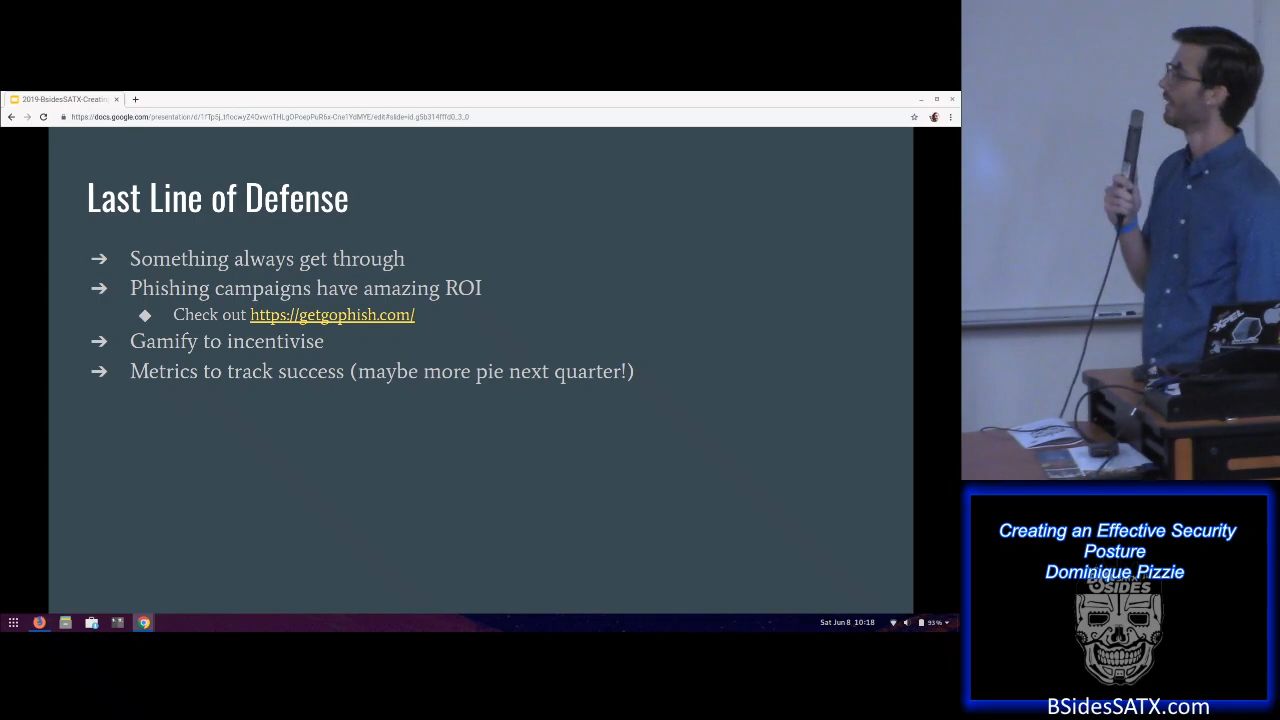 2019-BsidesSATX-Creatin
Last Line of Defense
Something always get through
Phishing campaigns have amazing ROI
Check out https://getgophish.com/
Gamify to incentivise
Metrics to track success (maybe more pie next quarter!)
Sat Jun 8 10:18
93%
XPEL
Creating an Effective Security
Posture
Dominique Pizzie
BSIDES
BSidesSATX.com